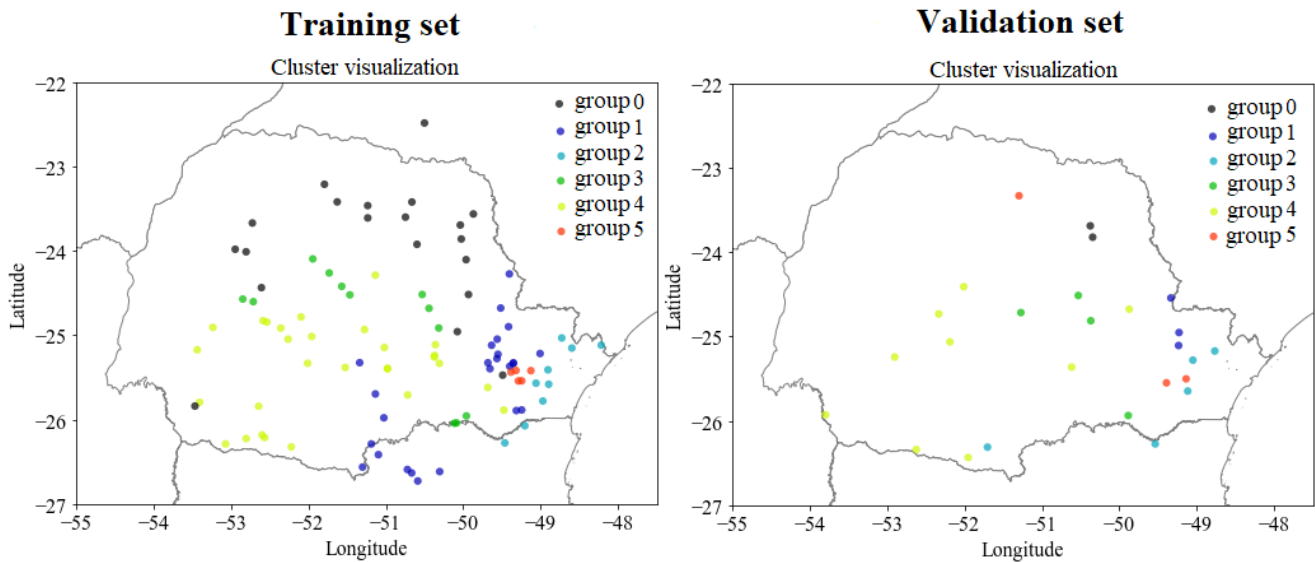 Training set
Cluster visualization
−22
−23
−24
−25
−26
−27
Latitude
−55
−54
−53
−52
−51
−50
−49
−48
Longitude
group 0
group 1
group 2
group 3
group 4
group 5
Validation set
Cluster visualization
−22
−23
−24
−25
−26
−27
Latitude
−55
−54
−53
−52
−51
−50
−49
−48
Longitude
group 0
group 1
group 2
group 3
group 4
group 5